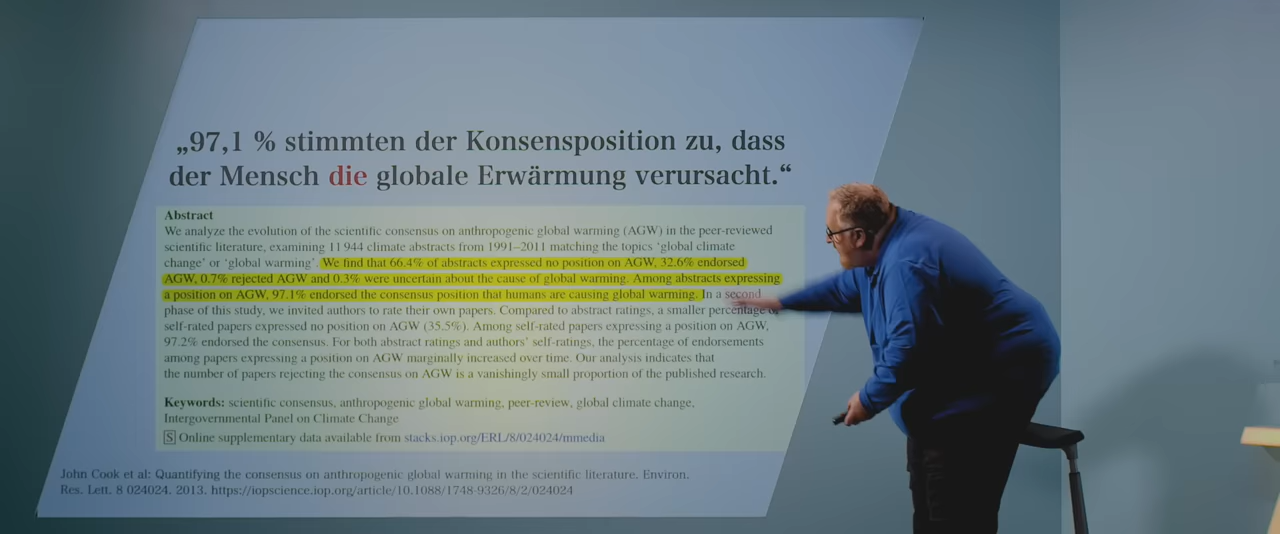 „97,1 % stimmten der Konsensposition zu, dass
der Mensch die globale Erwärmung verursacht.“
Abstract
We analyze the evolution of the scientific consensus on anthropogenic global warming (AGW) in the peer-reviewed
scientific literature, examining 11 944 climate abstracts from 1991–2011 matching the topics ‘global climate
change’ or ‘global warming’. We find that 66.4% of abstracts expressed no position on AGW, 32.6% endorsed
AGW, 0.7% rejected AGW and 0.3% were uncertain about the cause of global warming. Among abstracts expressing
a position on AGW, 97.1% endorsed the consensus position that humans are causing global warming. In a second
phase of this study, we invited authors to rate their own papers. Compared to abstract ratings, a smaller percentage of
self-rated papers expressed no position on AGW (35.5%). Among self-rated papers expressing a position on AGW,
97.2% endorsed the consensus. For both abstract ratings and authors’ self-ratings, the percentage of endorsements
among papers expressing a position on AGW marginally increased over time. Our analysis indicates that
the number of papers rejecting the consensus on AGW is a vanishingly small proportion of the published research.
Keywords: scientific consensus, anthropogenic global warming, peer-review, global climate change,
Intergovernmental Panel on Climate Change
S Online supplementary data available from stacks.iop.org/ERL/8/024024/mmedia
John Cook et al: Quantifying the consensus on anthropogenic global warming in the scientific literature. Environ.
Res. Lett. 8 024024. 2013. https://iopscience.iop.org/article/10.1088/1748-9326/8/2/024024